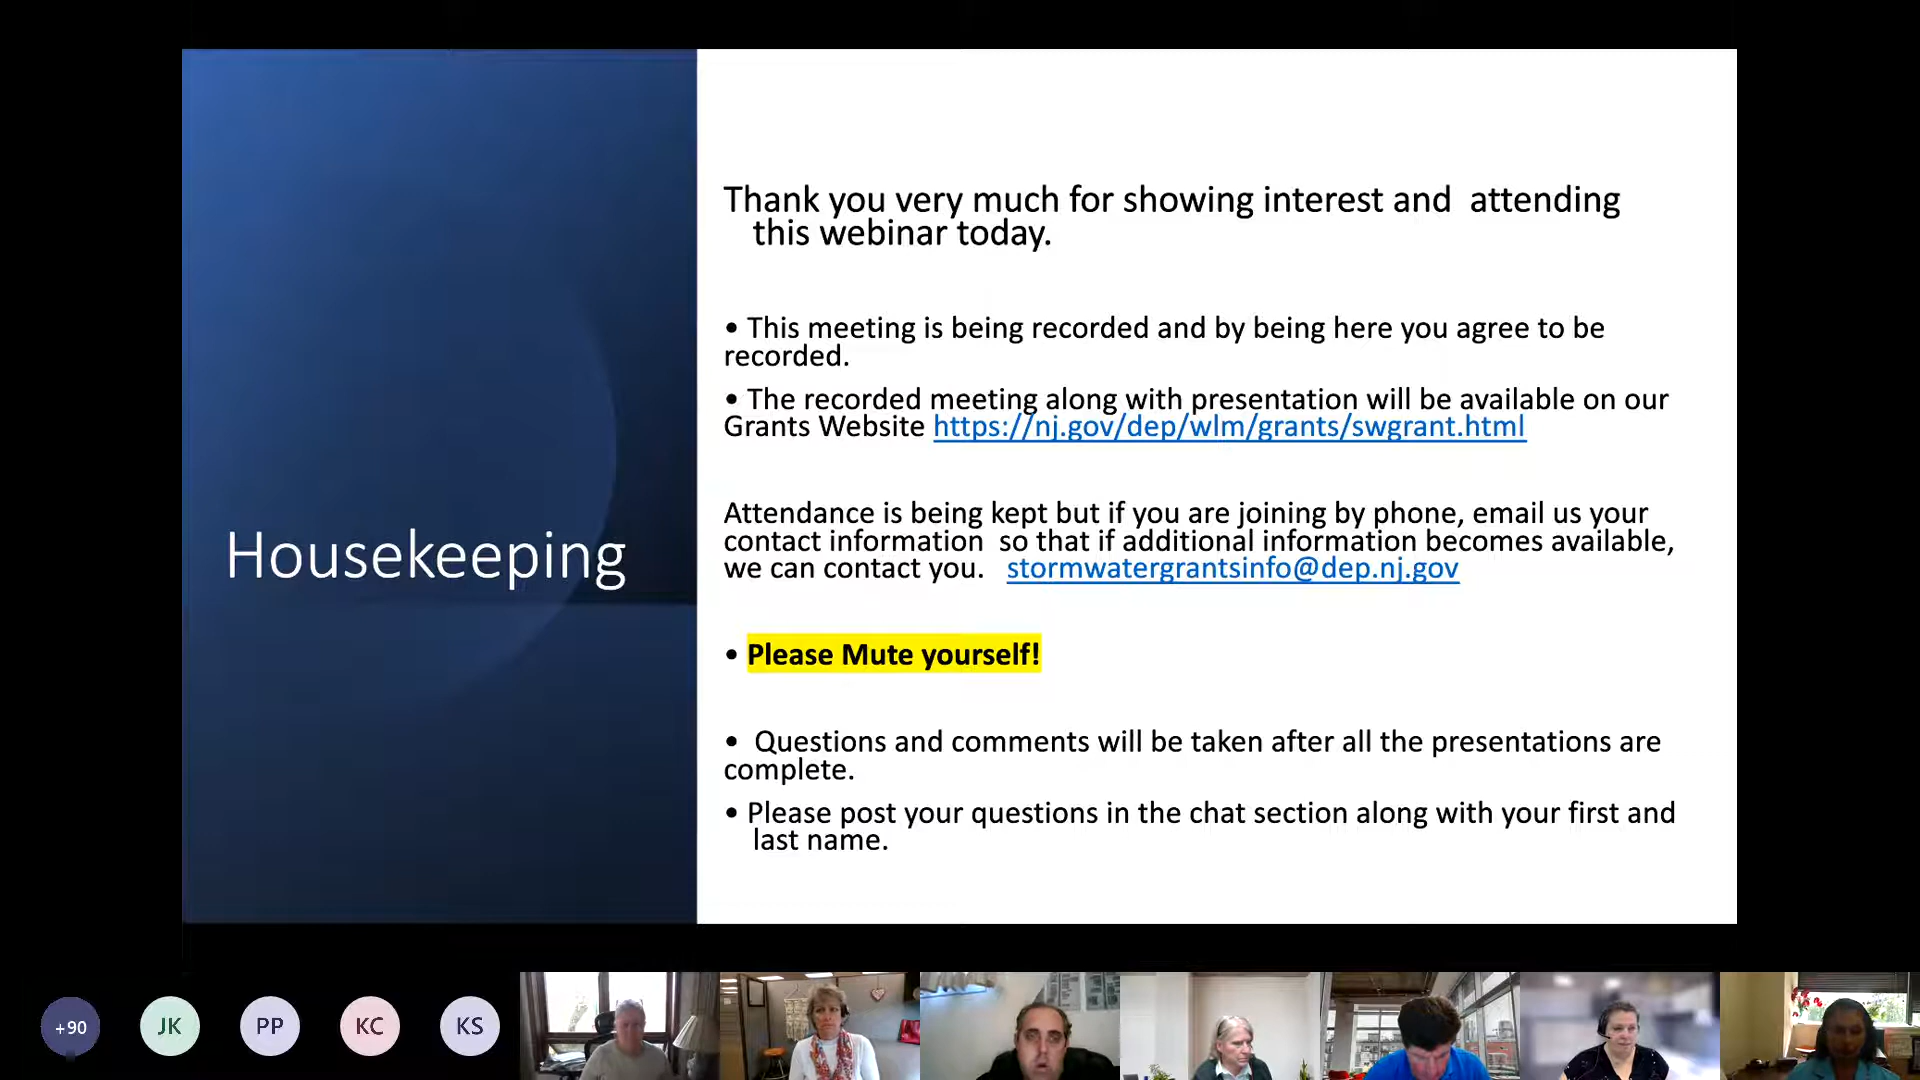 Housekeeping
Thank you very much for showing interest and  attending
this webinar today.
• This meeting is being recorded and by being here you agree to be
recorded.
• The recorded meeting along with presentation will be available on our
Grants Website https://nj.gov/dep/wlm/grants/swgrant.html
Attendance is being kept but if you are joining by phone, email us your
contact information  so that if additional information becomes available,
we can contact you.   stormwatergrantsinfo@dep.nj.gov
• Please Mute yourself!
•  Questions and comments will be taken after all the presentations are
complete.
• Please post your questions in the chat section along with your first and
last name.
+90 JK PP KC KS